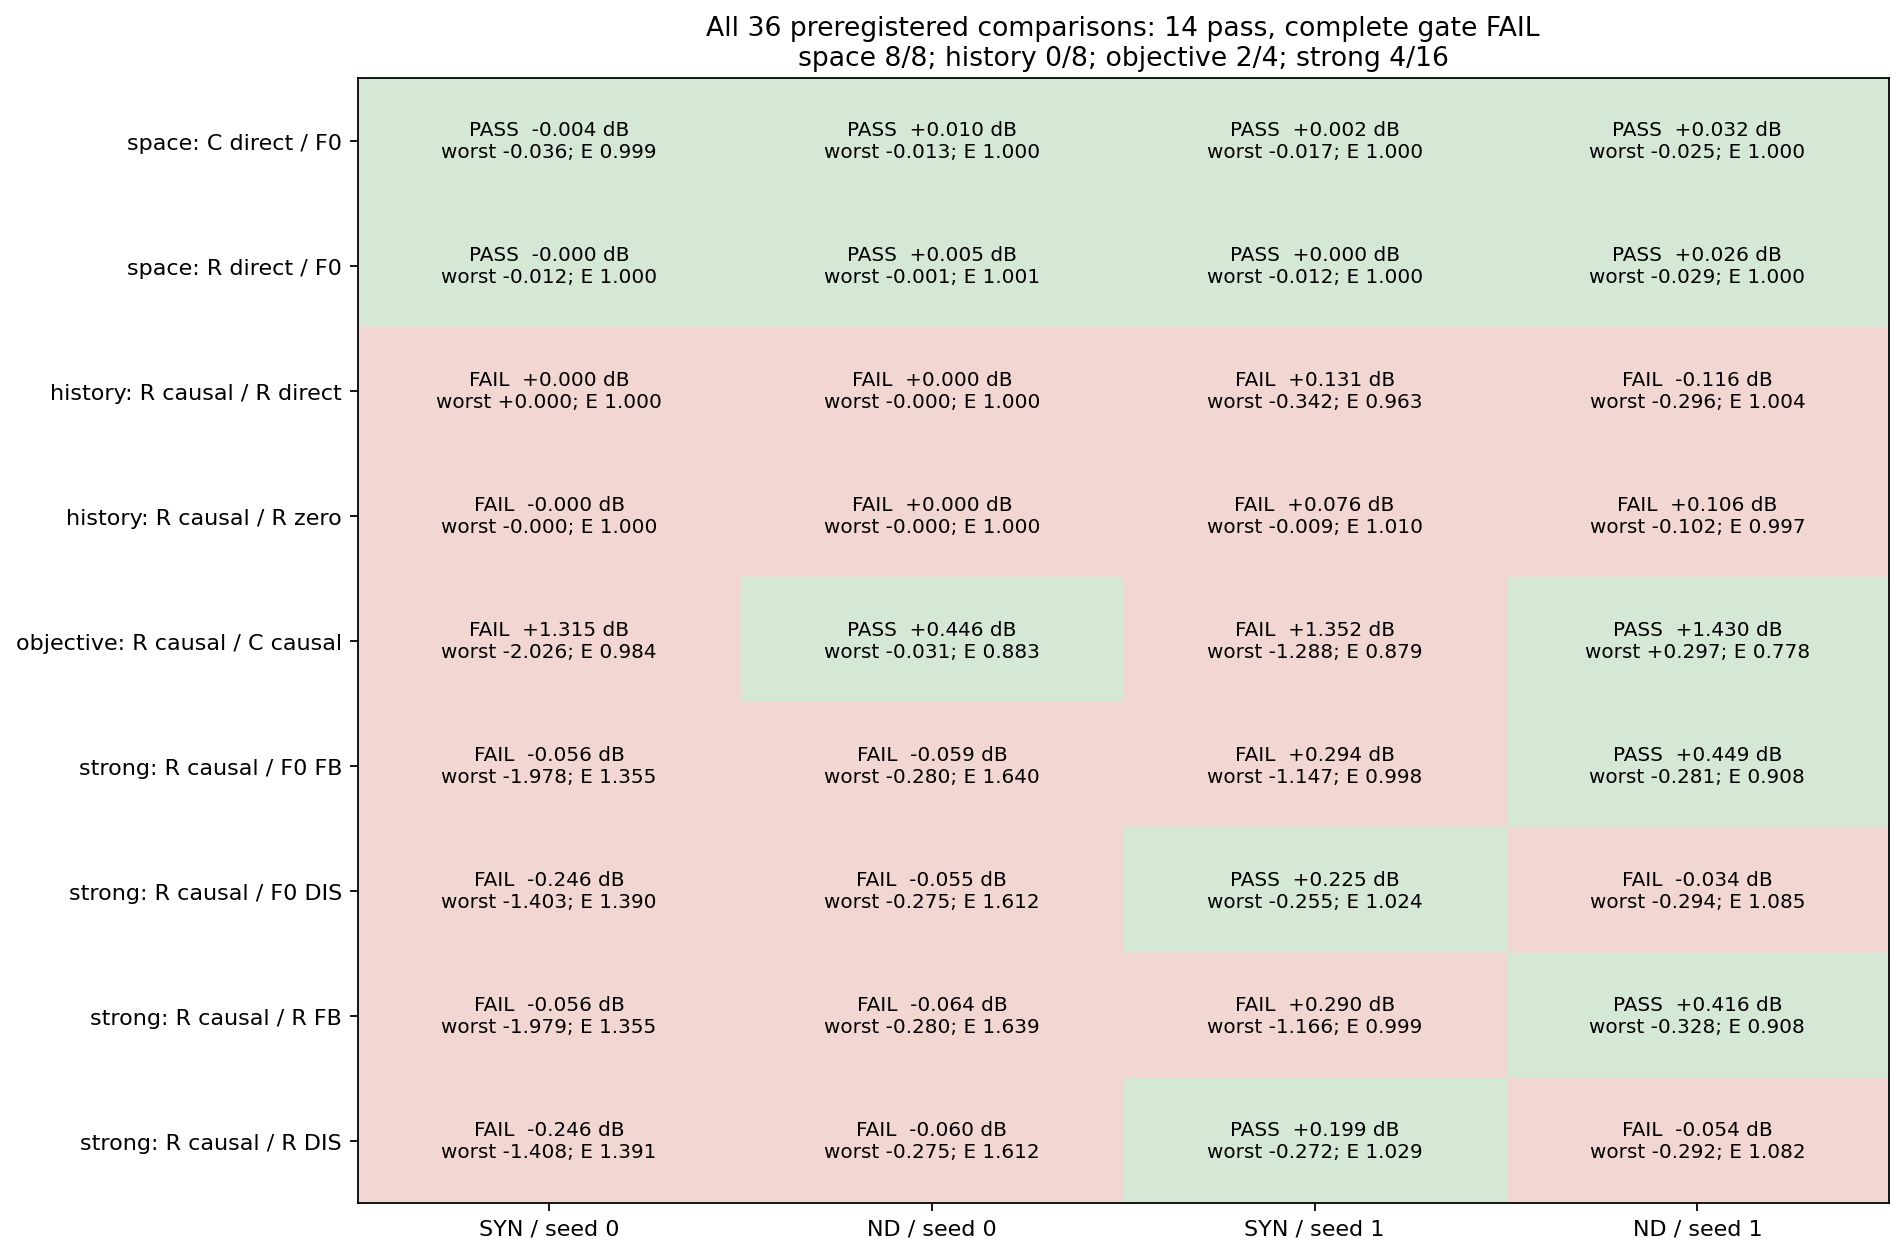 All 36 preregistered comparisons: 14 pass, complete gate FAIL
space 8/8; history 0/8; objective 2/4; strong 4/16
space: C direct / F0
PASS  -0.004 dB
worst -0.036; E 0.999
PASS  +0.010 dB
worst -0.013; E 1.000
PASS  +0.002 dB
worst -0.017; E 1.000
PASS  +0.032 dB
worst -0.025; E 1.000
space: R direct / F0
PASS  -0.000 dB
worst -0.012; E 1.000
PASS  +0.005 dB
worst -0.001; E 1.001
PASS  +0.000 dB
worst -0.012; E 1.000
PASS  +0.026 dB
worst -0.029; E 1.000
history: R causal / R direct
FAIL  +0.000 dB
worst +0.000; E 1.000
FAIL  +0.000 dB
worst -0.000; E 1.000
FAIL  +0.131 dB
worst -0.342; E 0.963
FAIL  -0.116 dB
worst -0.296; E 1.004
history: R causal / R zero
FAIL  -0.000 dB
worst -0.000; E 1.000
FAIL  +0.000 dB
worst -0.000; E 1.000
FAIL  +0.076 dB
worst -0.009; E 1.010
FAIL  +0.106 dB
worst -0.102; E 0.997
objective: R causal / C causal
FAIL  +1.315 dB
worst -2.026; E 0.984
PASS  +0.446 dB
worst -0.031; E 0.883
FAIL  +1.352 dB
worst -1.288; E 0.879
PASS  +1.430 dB
worst +0.297; E 0.778
strong: R causal / F0 FB
FAIL  -0.056 dB
worst -1.978; E 1.355
FAIL  -0.059 dB
worst -0.280; E 1.640
FAIL  +0.294 dB
worst -1.147; E 0.998
PASS  +0.449 dB
worst -0.281; E 0.908
strong: R causal / F0 DIS
FAIL  -0.246 dB
worst -1.403; E 1.390
FAIL  -0.055 dB
worst -0.275; E 1.612
PASS  +0.225 dB
worst -0.255; E 1.024
FAIL  -0.034 dB
worst -0.294; E 1.085
strong: R causal / R FB
FAIL  -0.056 dB
worst -1.979; E 1.355
FAIL  -0.064 dB
worst -0.280; E 1.639
FAIL  +0.290 dB
worst -1.166; E 0.999
PASS  +0.416 dB
worst -0.328; E 0.908
strong: R causal / R DIS
FAIL  -0.246 dB
worst -1.408; E 1.391
FAIL  -0.060 dB
worst -0.275; E 1.612
PASS  +0.199 dB
worst -0.272; E 1.029
FAIL  -0.054 dB
worst -0.292; E 1.082
SYN / seed 0
ND / seed 0
SYN / seed 1
ND / seed 1